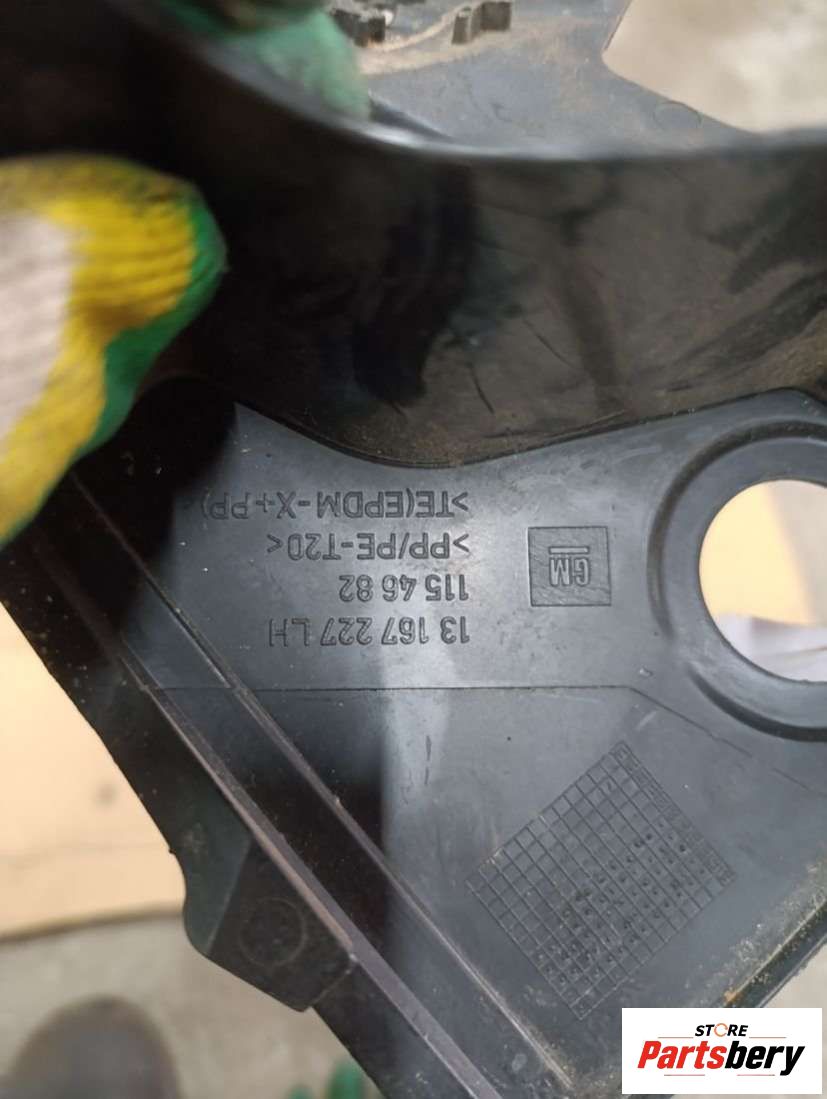 GM
13 167 227 LH
115 46 82
>PP/PE-T20<
>TE(EPDM-X+PP)
STORE
Partsbery